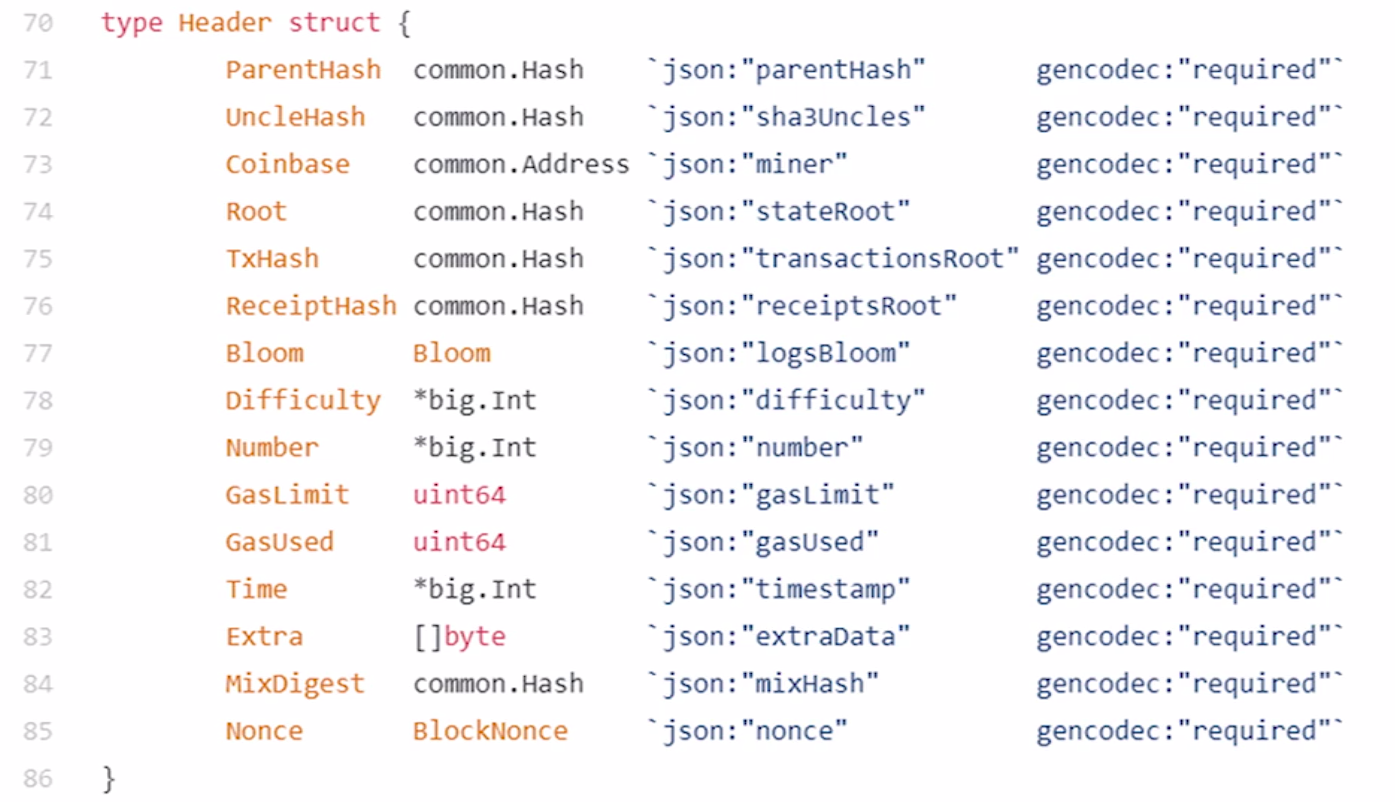 70 type Header struct {
71 ParentHash common.Hash `json:"parentHash" gencodec:"required"`
72 UncleHash common.Hash `json:"sha3Uncles" gencodec:"required"`
73 Coinbase common.Address `json:"miner" gencodec:"required"`
74 Root common.Hash `json:"stateRoot" gencodec:"required"`
75 TxHash common.Hash `json:"transactionsRoot" gencodec:"required"`
76 ReceiptHash common.Hash `json:"receiptsRoot" gencodec:"required"`
77 Bloom Bloom `json:"logsBloom" gencodec:"required"`
78 Difficulty *big.Int `json:"difficulty" gencodec:"required"`
79 Number *big.Int `json:"number" gencodec:"required"`
80 GasLimit uint64 `json:"gasLimit" gencodec:"required"`
81 GasUsed uint64 `json:"gasUsed" gencodec:"required"`
82 Time *big.Int `json:"timestamp" gencodec:"required"`
83 Extra []byte `json:"extraData" gencodec:"required"`
84 MixDigest common.Hash `json:"mixHash" gencodec:"required"`
85 Nonce BlockNonce `json:"nonce" gencodec:"required"`
86 }